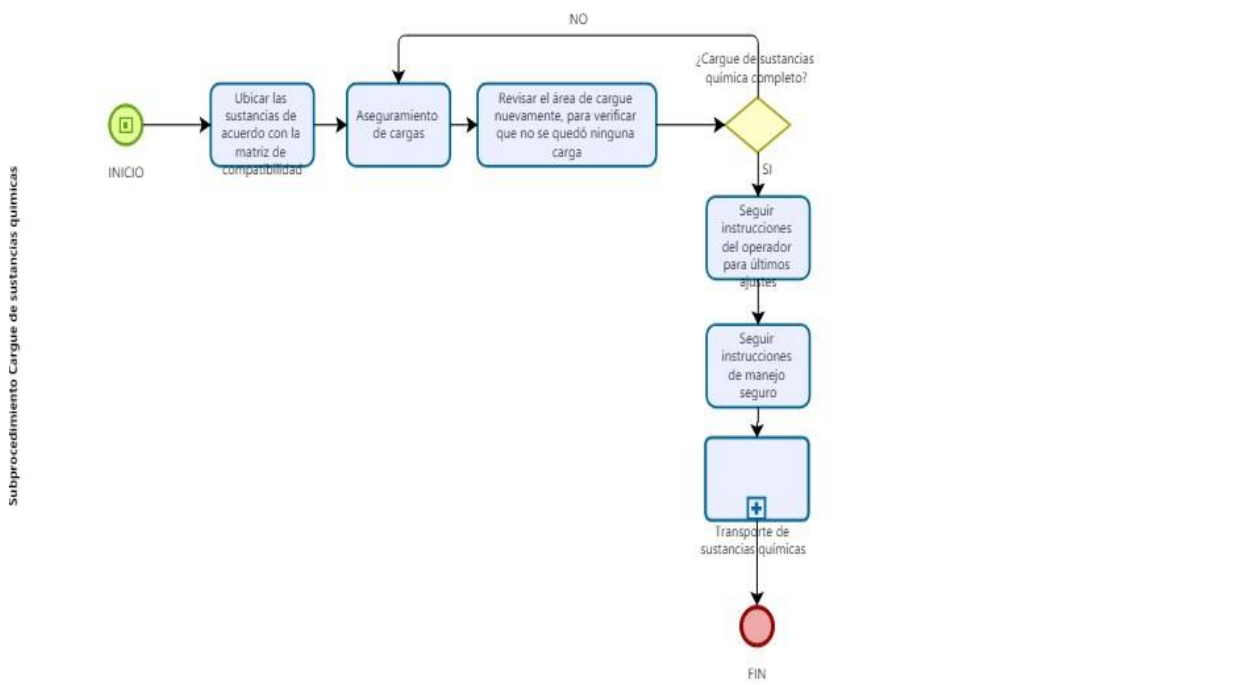 Subprocedimiento Cargue de sustancias quimicas
INICIO
Ubicar las
sustancías de
acuerdo con la
matriz de
compatibilidad
Aseguramiento
de cargas
Revisar el área de cargue
nuevamente, para verificar
que no se quedó ninguna
carga
NO
¿Cargue de sustancias
química completo?
SI
Seguir
instrucciones
del operador
para últimos
ajustes
Seguir
instrucciones
de manejo
seguro
Transporte de
sustancias químicas
FIN